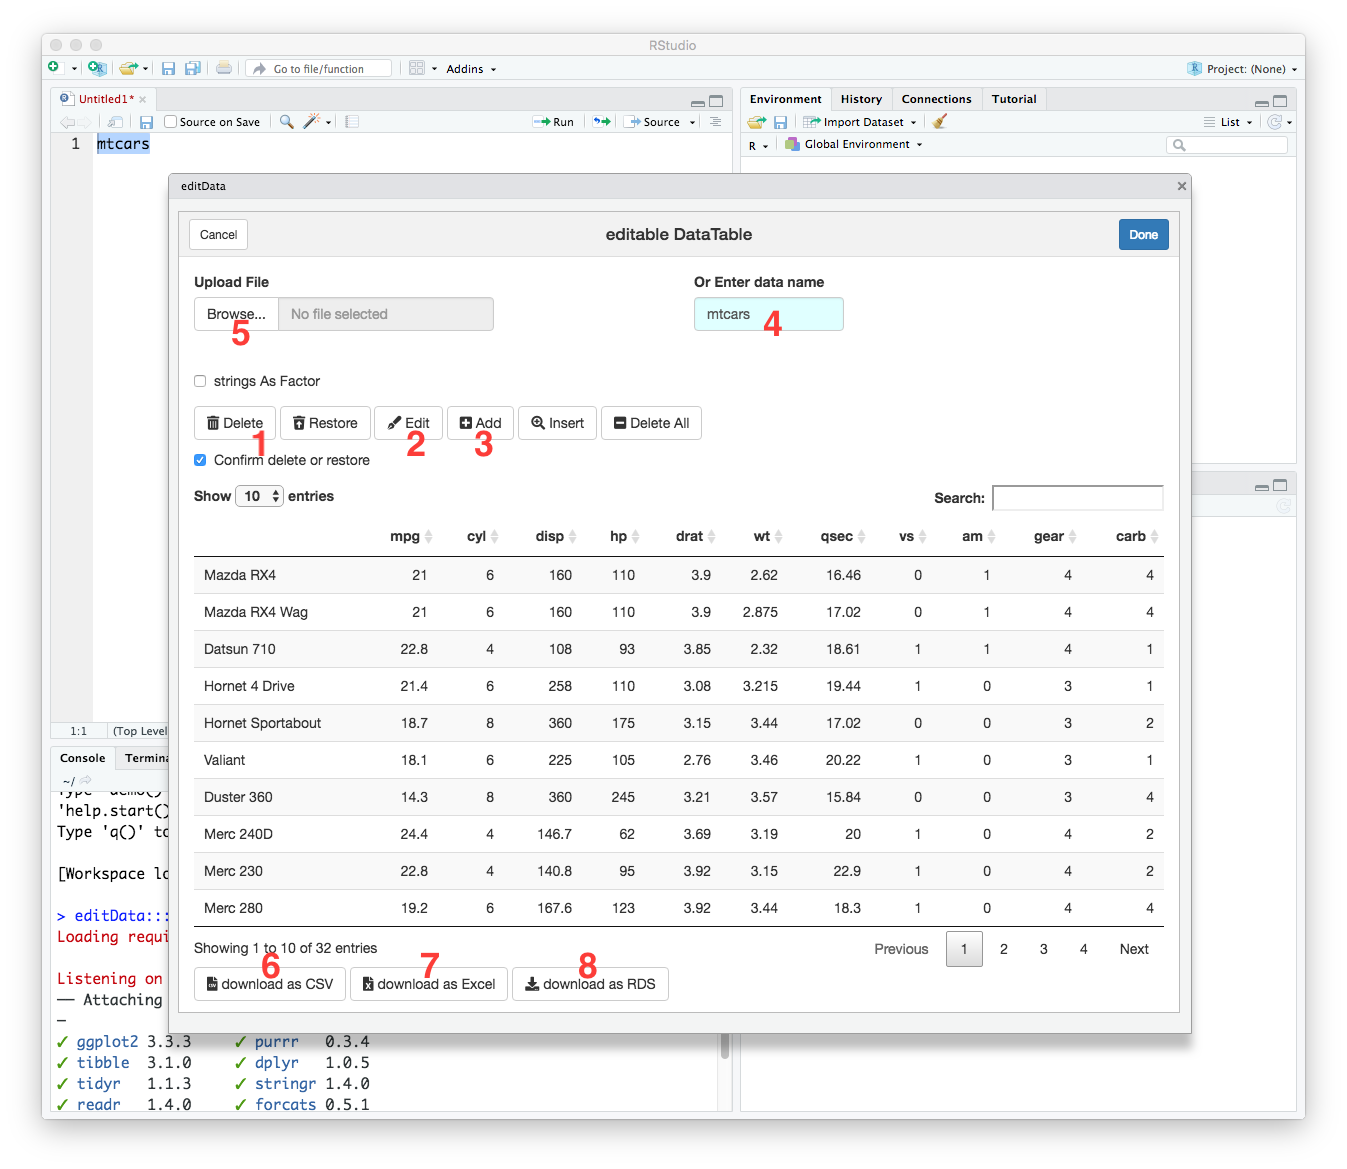 RStudio
Go to file/function
Addins
Project: (None)
Untitled1*
Source on Save
Run
Source
1 mtcars
Environment History Connections Tutorial
Import Dataset
List
R
Global Environment
editData
Cancel
editable DataTable
Done
Upload File
Or Enter data name
Browse... No file selected
mtcars
5
4
strings As Factor
Delete Restore Edit Add Insert Delete All
1 2 3
Confirm delete or restore
Show 10 entries
Search:
mpg cyl disp hp drat wt qsec vs am gear carb
Mazda RX4 21 6 160 110 3.9 2.62 16.46 0 1 4 4
Mazda RX4 Wag 21 6 160 110 3.9 2.875 17.02 0 1 4 4
Datsun 710 22.8 4 108 93 3.85 2.32 18.61 1 1 4 1
Hornet 4 Drive 21.4 6 258 110 3.08 3.215 19.44 1 0 3 1
Hornet Sportabout 18.7 8 360 175 3.15 3.44 17.02 0 0 3 2
Valiant 18.1 6 225 105 2.76 3.46 20.22 1 0 3 1
Duster 360 14.3 8 360 245 3.21 3.57 15.84 0 0 3 4
Merc 240D 24.4 4 146.7 62 3.69 3.19 20 1 0 4 2
Merc 230 22.8 4 140.8 95 3.92 3.15 22.9 1 0 4 2
Merc 280 19.2 6 167.6 123 3.92 3.44 18.3 1 0 4 4
Showing 1 to 10 of 32 entries
Previous 1 2 3 4 Next
6 7 8
download as CSV download as Excel download as RDS
1:1 (Top Level
Console Termina
~/
'help.start()
Type 'q()' to
[Workspace lo
> editData:::
Loading requi
Listening on
── Attaching
─
✓ ggplot2 3.3.3 ✓ purrr 0.3.4
✓ tibble 3.1.0 ✓ dplyr 1.0.5
✓ tidyr 1.1.3 ✓ stringr 1.4.0
✓ readr 1.4.0 ✓ forcats 0.5.1